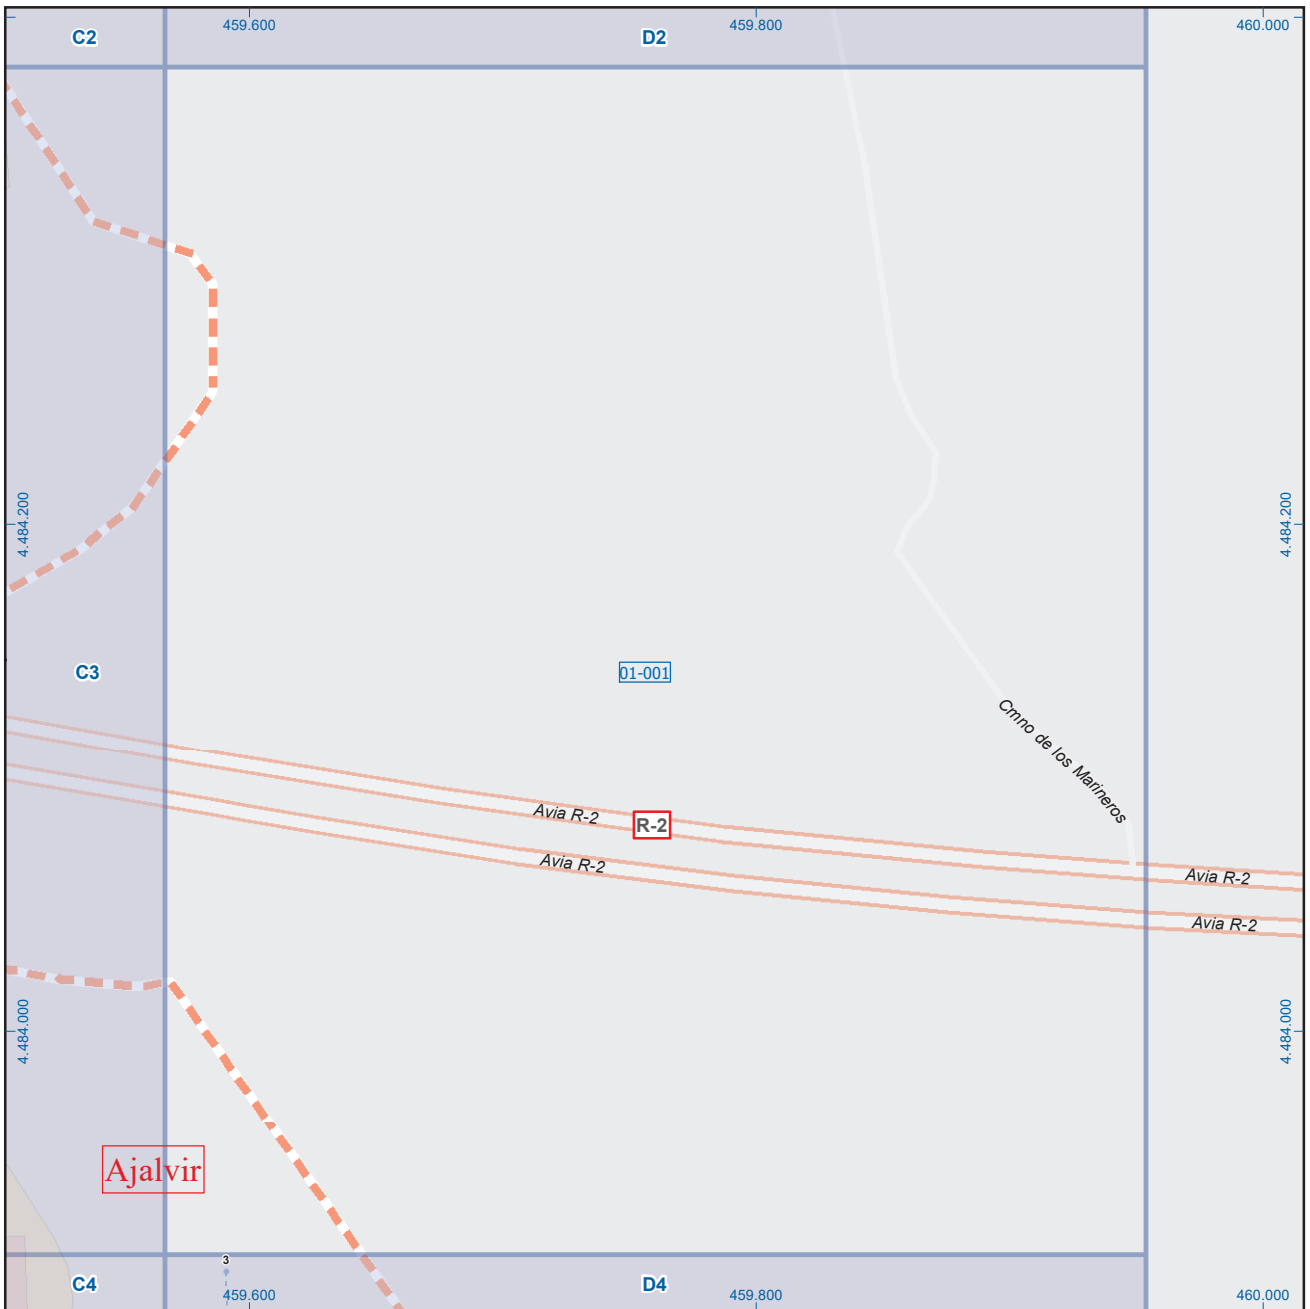 C2
459.600
D2
459.800
460.000
4.484.200
4.484.200
C3
01-001
Cmno de los Marineros
Avia R-2
R-2
Avia R-2
Avia R-2
Avia R-2
4.484.000
4.484.000
Ajalvir
3
C4
459.600
D4
459.800
460.000